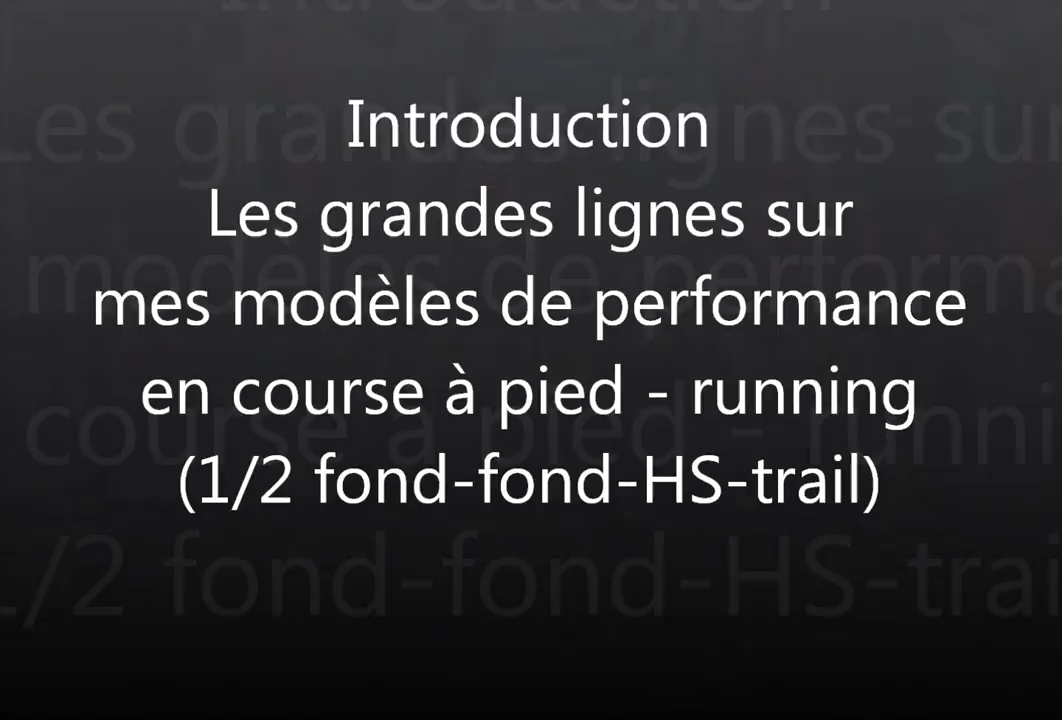 Introduction
Les grandes lignes sur
mes modèles de performance
en course à pied - running
(1/2 fond-fond-HS-trail)